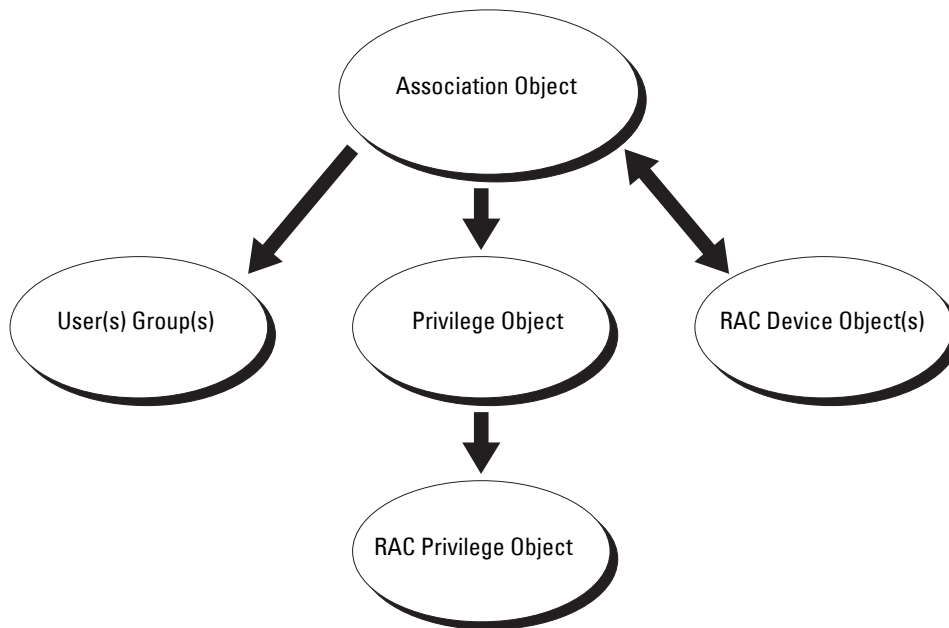 Association Object
User(s) Group(s)
Privilege Object
RAC Device Object(s)
RAC Privilege Object